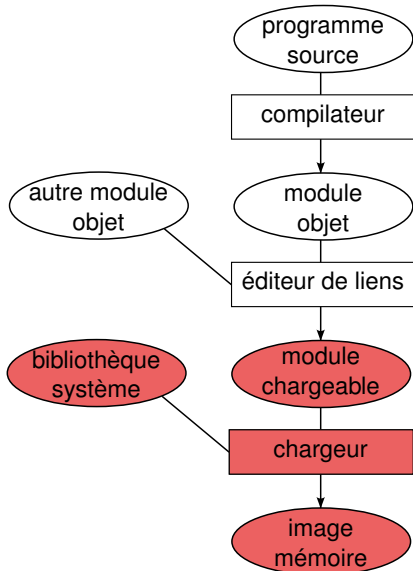 programme
source
compilateur
autre module
objet
module
objet
éditeur de liens
bibliothèque
système
module
chargeable
chargeur
image
mémoire